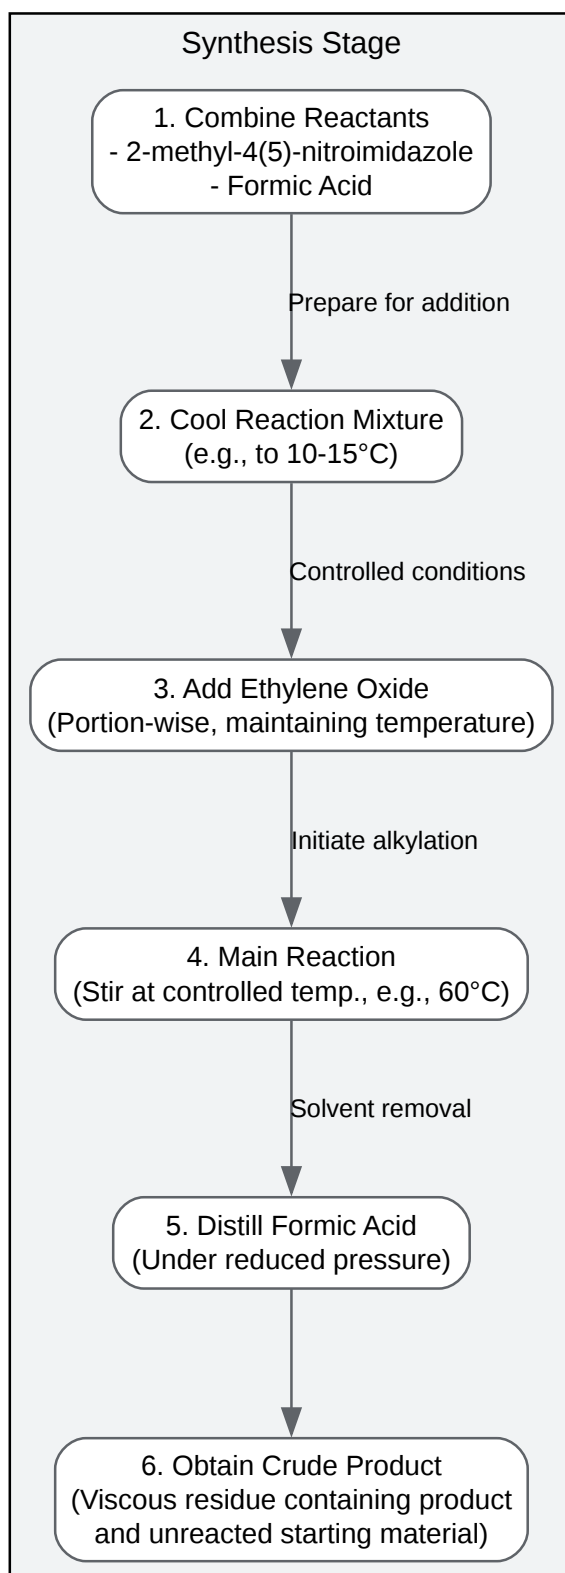 Synthesis Stage
1. Combine Reactants
- 2-methyl-4(5)-nitroimidazole
- Formic Acid
Prepare for addition
2. Cool Reaction Mixture
(e.g., to 10-15°C)
Controlled conditions
3. Add Ethylene Oxide
(Portion-wise, maintaining temperature)
Initiate alkylation
4. Main Reaction
(Stir at controlled temp., e.g., 60°C)
Solvent removal
5. Distill Formic Acid
(Under reduced pressure)
6. Obtain Crude Product
(Viscous residue containing product
and unreacted starting material)